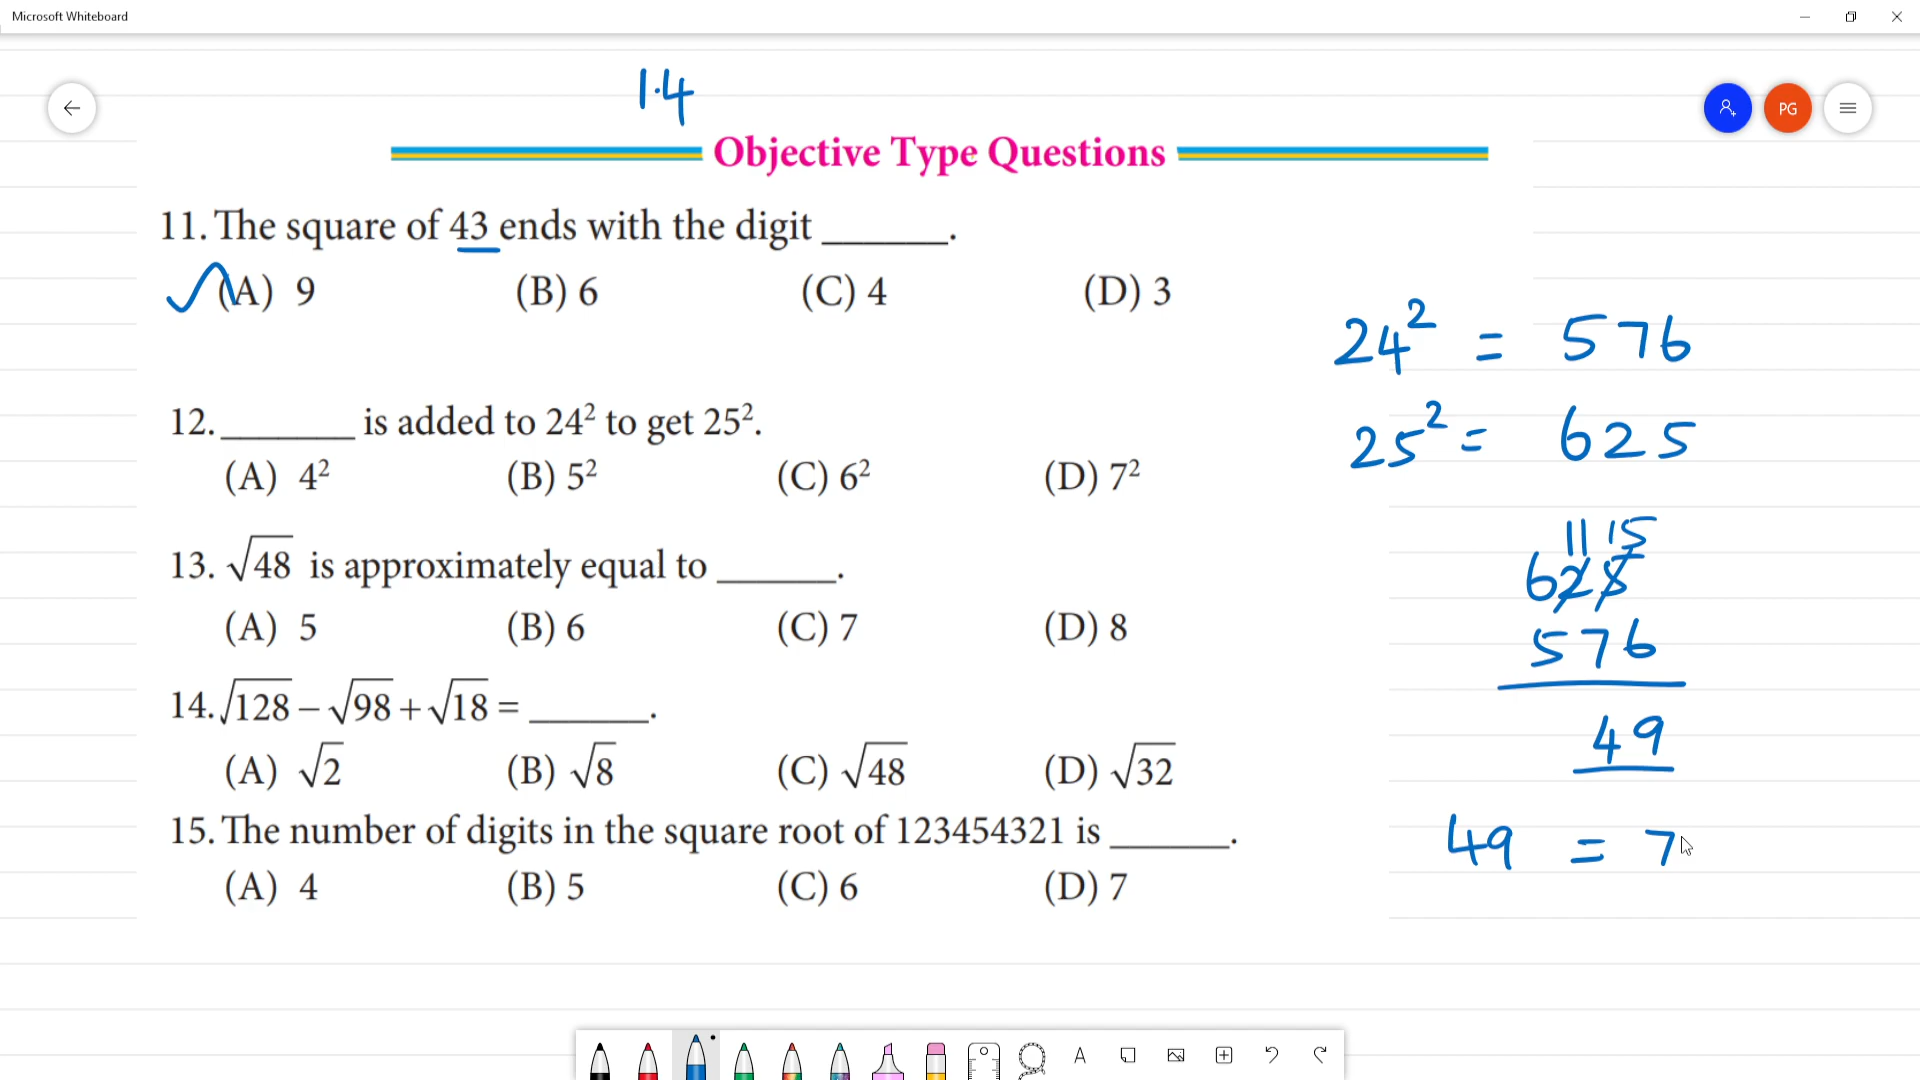 Microsoft Whiteboard
1.4
PG
Objective Type Questions
11. The square of 43 ends with the digit ______.
(A) 9 (B) 6 (C) 4 (D) 3
12. ______ is added to 24² to get 25².
(A) 4² (B) 5² (C) 6² (D) 7²
13. √48 is approximately equal to ______.
(A) 5 (B) 6 (C) 7 (D) 8
14. √128 − √98 + √18 = ______.
(A) √2 (B) √8 (C) √48 (D) √32
15. The number of digits in the square root of 123454321 is ______.
(A) 4 (B) 5 (C) 6 (D) 7
24² = 576
25² = 625
11 15
625
576
49
49 = 7
A